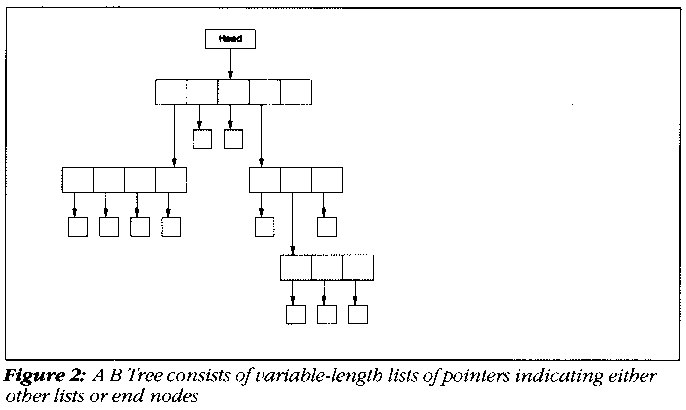 Head
Figure 2: A B Tree consists of variable-length lists of pointers indicating either
other lists or end nodes